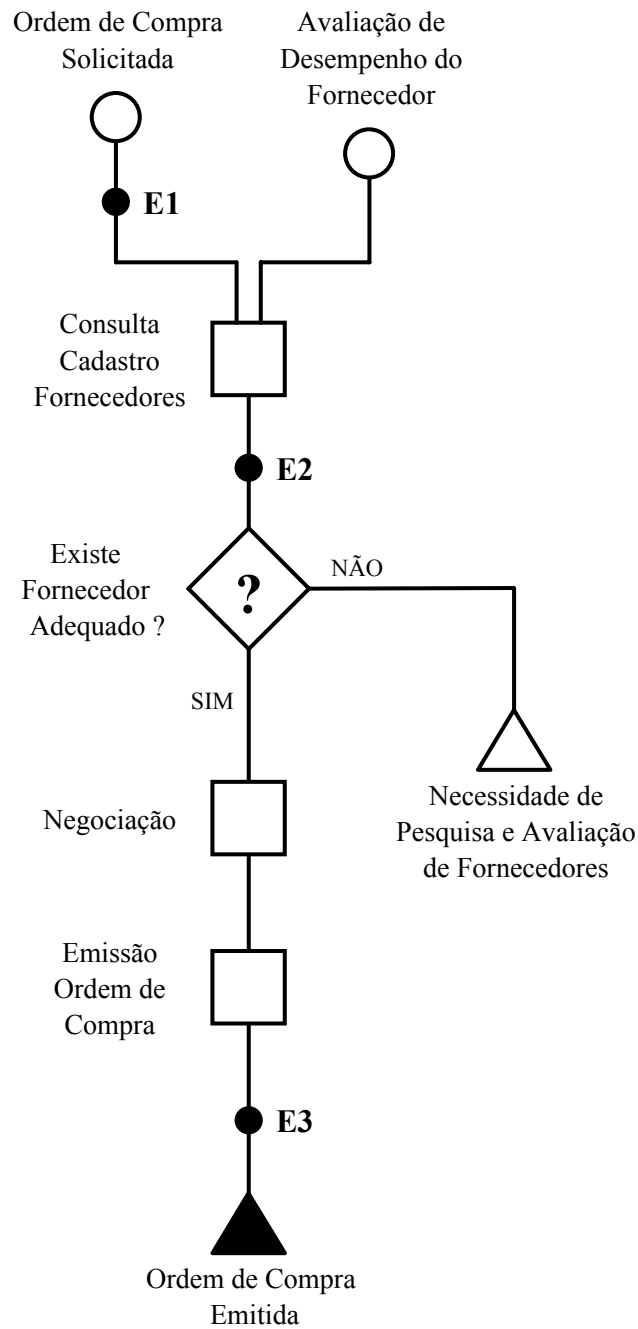 Ordem de Compra
Solicitada
Avaliação de
Desempenho do
Fornecedor
E1
Consulta
Cadastro
Fornecedores
E2
Existe
Fornecedor
Adequado ?
?
NÃO
SIM
Necessidade de
Pesquisa e Avaliação
de Fornecedores
Negociação
Emissão
Ordem de
Compra
E3
Ordem de Compra
Emitida